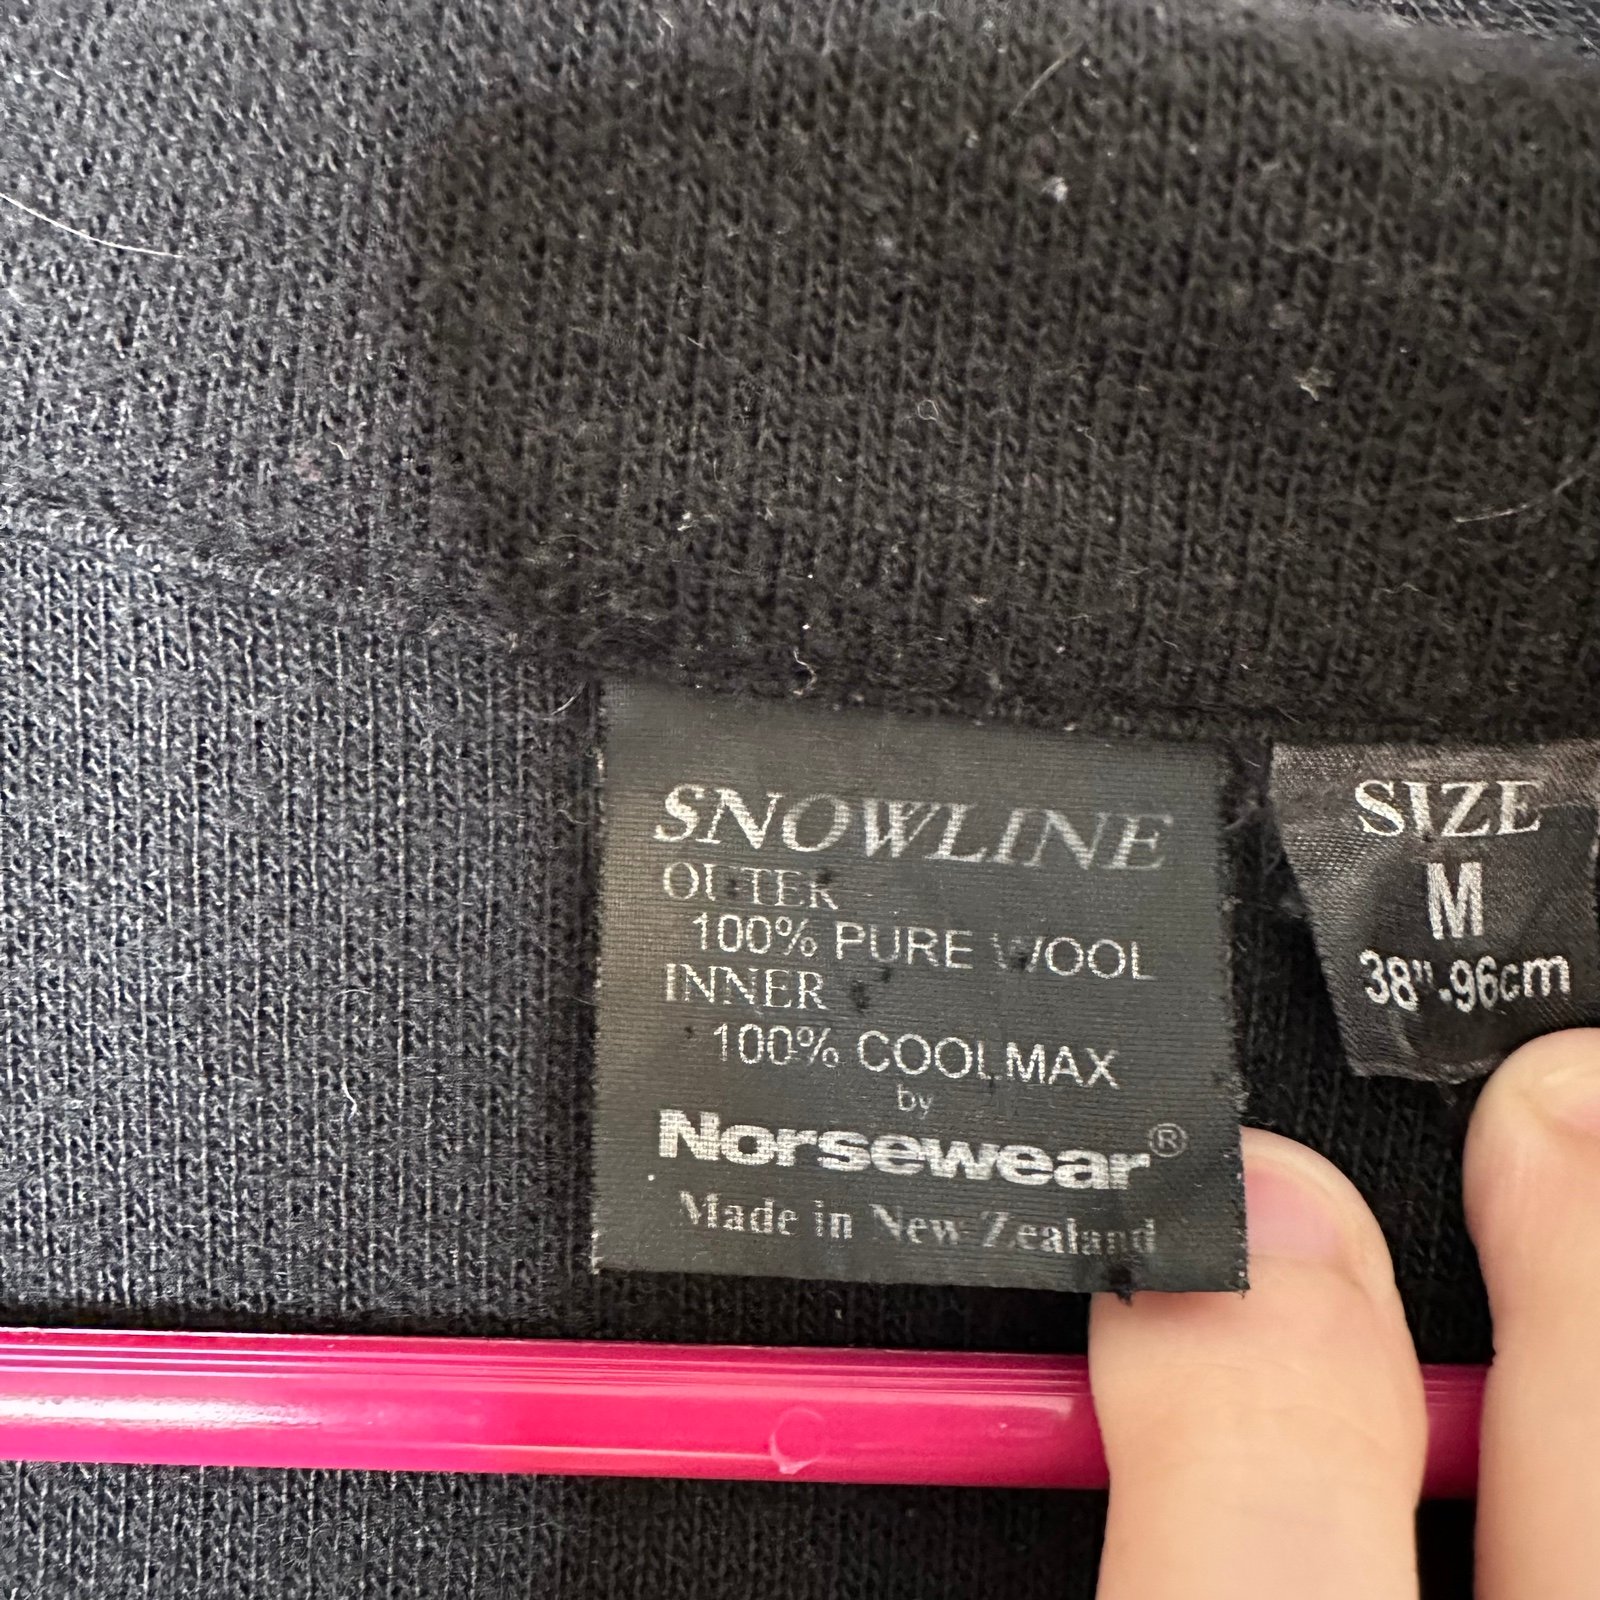 SNOWLINE
OUTER
100% PURE WOOL
INNER
100% COOLMAX
by
Norsewear®
Made in New Zealand
SIZE
M
38"-96cm